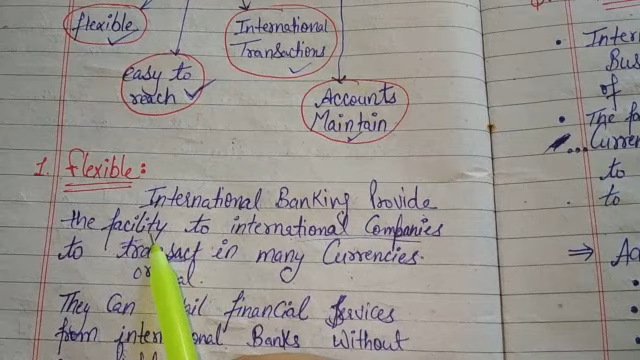 flexible
International
Transactions
easy to
reach
Accounts
Maintain
1. flexible:
International Banking Provide
the facility to international Companies
to transact in many Currencies.
They Can financial Services
from international Banks Without
Inter
Bus
of
The fa
Curren
to
to
⇒ Ac